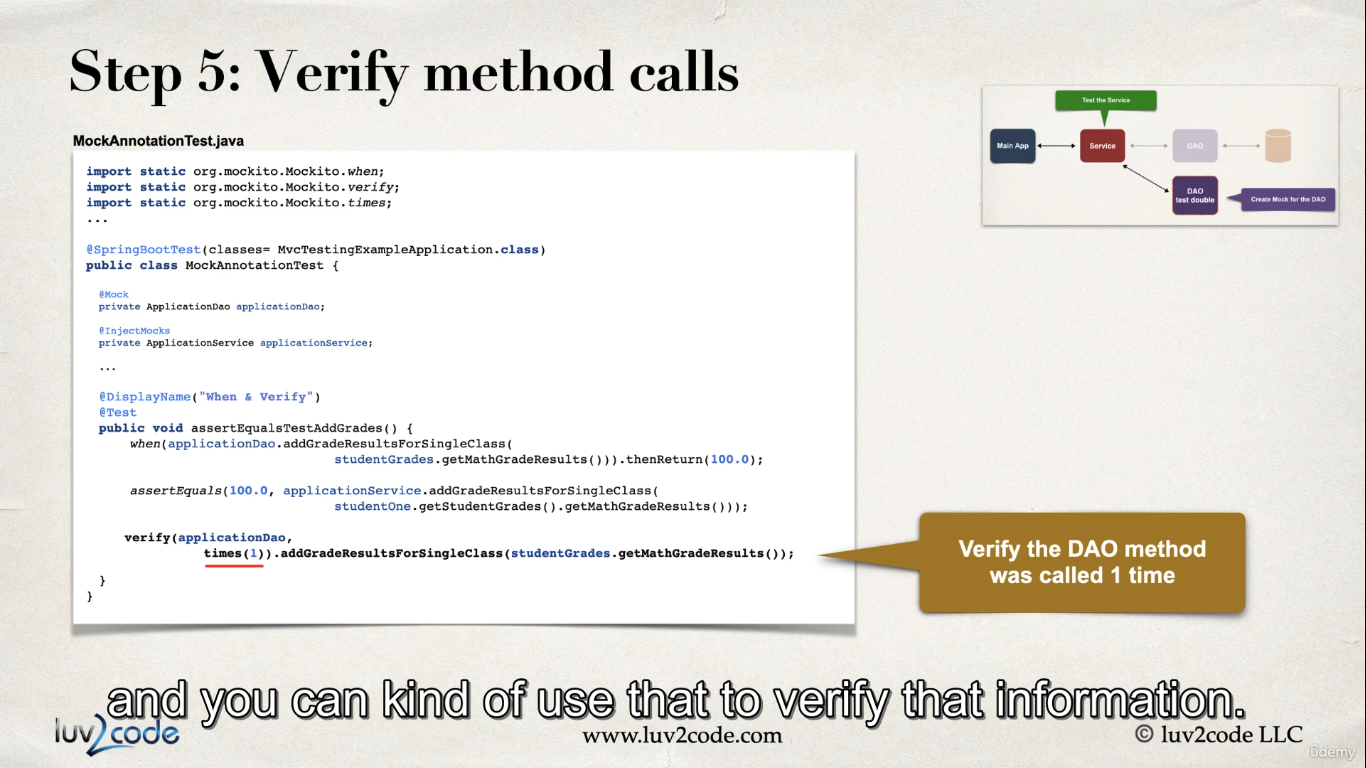 Step 5: Verify method calls
Test the Service
Main App
Service
DAO
DAO
test double
Create Mock for the DAO
MockAnnotationTest.java
import static org.mockito.Mockito.when;
import static org.mockito.Mockito.verify;
import static org.mockito.Mockito.times;
...
@SpringBootTest(classes= MvcTestingExampleApplication.class)
public class MockAnnotationTest {
@Mock
private ApplicationDao applicationDao;
@InjectMocks
private ApplicationService applicationService;
...
@DisplayName("When & Verify")
@Test
public void assertEqualsTestAddGrades() {
when(applicationDao.addGradeResultsForSingleClass(
studentGrades.getMathGradeResults())).thenReturn(100.0);
assertEquals(100.0, applicationService.addGradeResultsForSingleClass(
studentOne.getStudentGrades().getMathGradeResults()));
verify(applicationDao,
times(1)).addGradeResultsForSingleClass(studentGrades.getMathGradeResults());
}
}
Verify the DAO method
was called 1 time
and you can kind of use that to verify that information.
luv2code
www.luv2code.com
© luv2code LLC
ûdemy